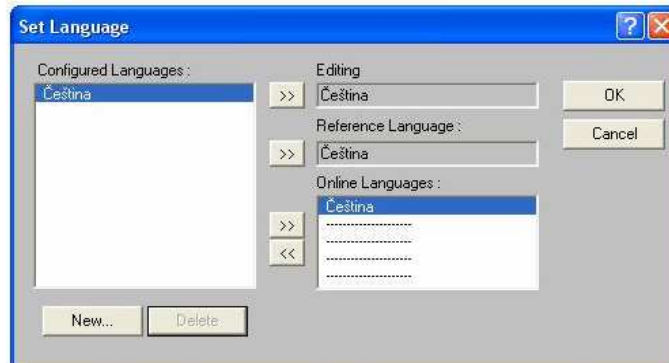 Set Language
Configured Languages :
Čeština
>>
Editing
Čeština
OK
Reference Language :
>>
Čeština
Cancel
Online Languages :
Čeština
>>
<<
--------------------
--------------------
--------------------
--------------------
New...
Delete